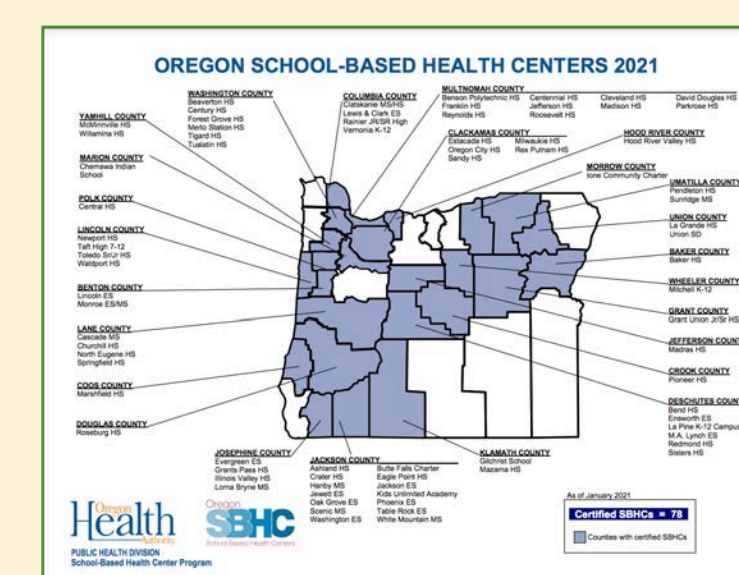 OREGON SCHOOL-BASED HEALTH CENTERS 2021
YAMHILL COUNTY
McMinnville HS
Willamina HS
MARION COUNTY
Chemawa Indian
School
POLK COUNTY
Central HS
LINCOLN COUNTY
Newport HS
Taft High 7-12
Toledo Sr/Jr HS
Waldport HS
BENTON COUNTY
Lincoln ES
Monroe ES/MS
LANE COUNTY
Cascade MS
Churchill HS
North Eugene HS
Springfield HS
COOS COUNTY
Marshfield HS
DOUGLAS COUNTY
Roseburg HS
WASHINGTON COUNTY
Beaverton HS
Century HS
Forest Grove HS
Merlo Station HS
Tigard HS
Tualatin HS
COLUMBIA COUNTY
Clatskanie MS/HS
Lewis & Clark ES
Rainier JR/SR High
Vernonia K-12
MULTNOMAH COUNTY
Benson Polytechnic HS Centennial HS Cleveland HS David Douglas HS
Franklin HS Jefferson HS Madison HS Parkrose HS
Reynolds HS Roosevelt HS
CLACKAMAS COUNTY
Estacada HS Milwaukie HS
Oregon City HS Rex Putnam HS
Sandy HS
HOOD RIVER COUNTY
Hood River Valley HS
MORROW COUNTY
Ione Community Charter
UMATILLA COUNTY
Pendleton HS
Sunridge MS
UNION COUNTY
La Grande HS
Union SD
BAKER COUNTY
Baker HS
WHEELER COUNTY
Mitchell K-12
GRANT COUNTY
Grant Union Jr/Sr HS
JEFFERSON COUNTY
Madras HS
CROOK COUNTY
Pioneer HS
DESCHUTES COUNT
Bend HS
Ensworth ES
La Pine K-12 Campus
M.A. Lynch ES
Redmond HS
Sisters HS
JOSEPHINE COUNTY
Evergreen ES
Grants Pass HS
Illinois Valley HS
Lorna Bryne MS
JACKSON COUNTY
Ashland HS Butte Falls Charter
Crater HS Eagle Point HS
Hanby MS Jackson ES
Jewett ES Kids Unlimited Academy
Oak Grove ES Phoenix ES
Scenic MS Table Rock ES
Washington ES White Mountain MS
KLAMATH COUNTY
Gilchrist School
Mazama HS
As of January 2021
Certified SBHCs = 78
Counties with certified SBHCs
Oregon
Health
Authority
PUBLIC HEALTH DIVISION
School-Based Health Center Program
Oregon
SBHC
School-Based Health Centers